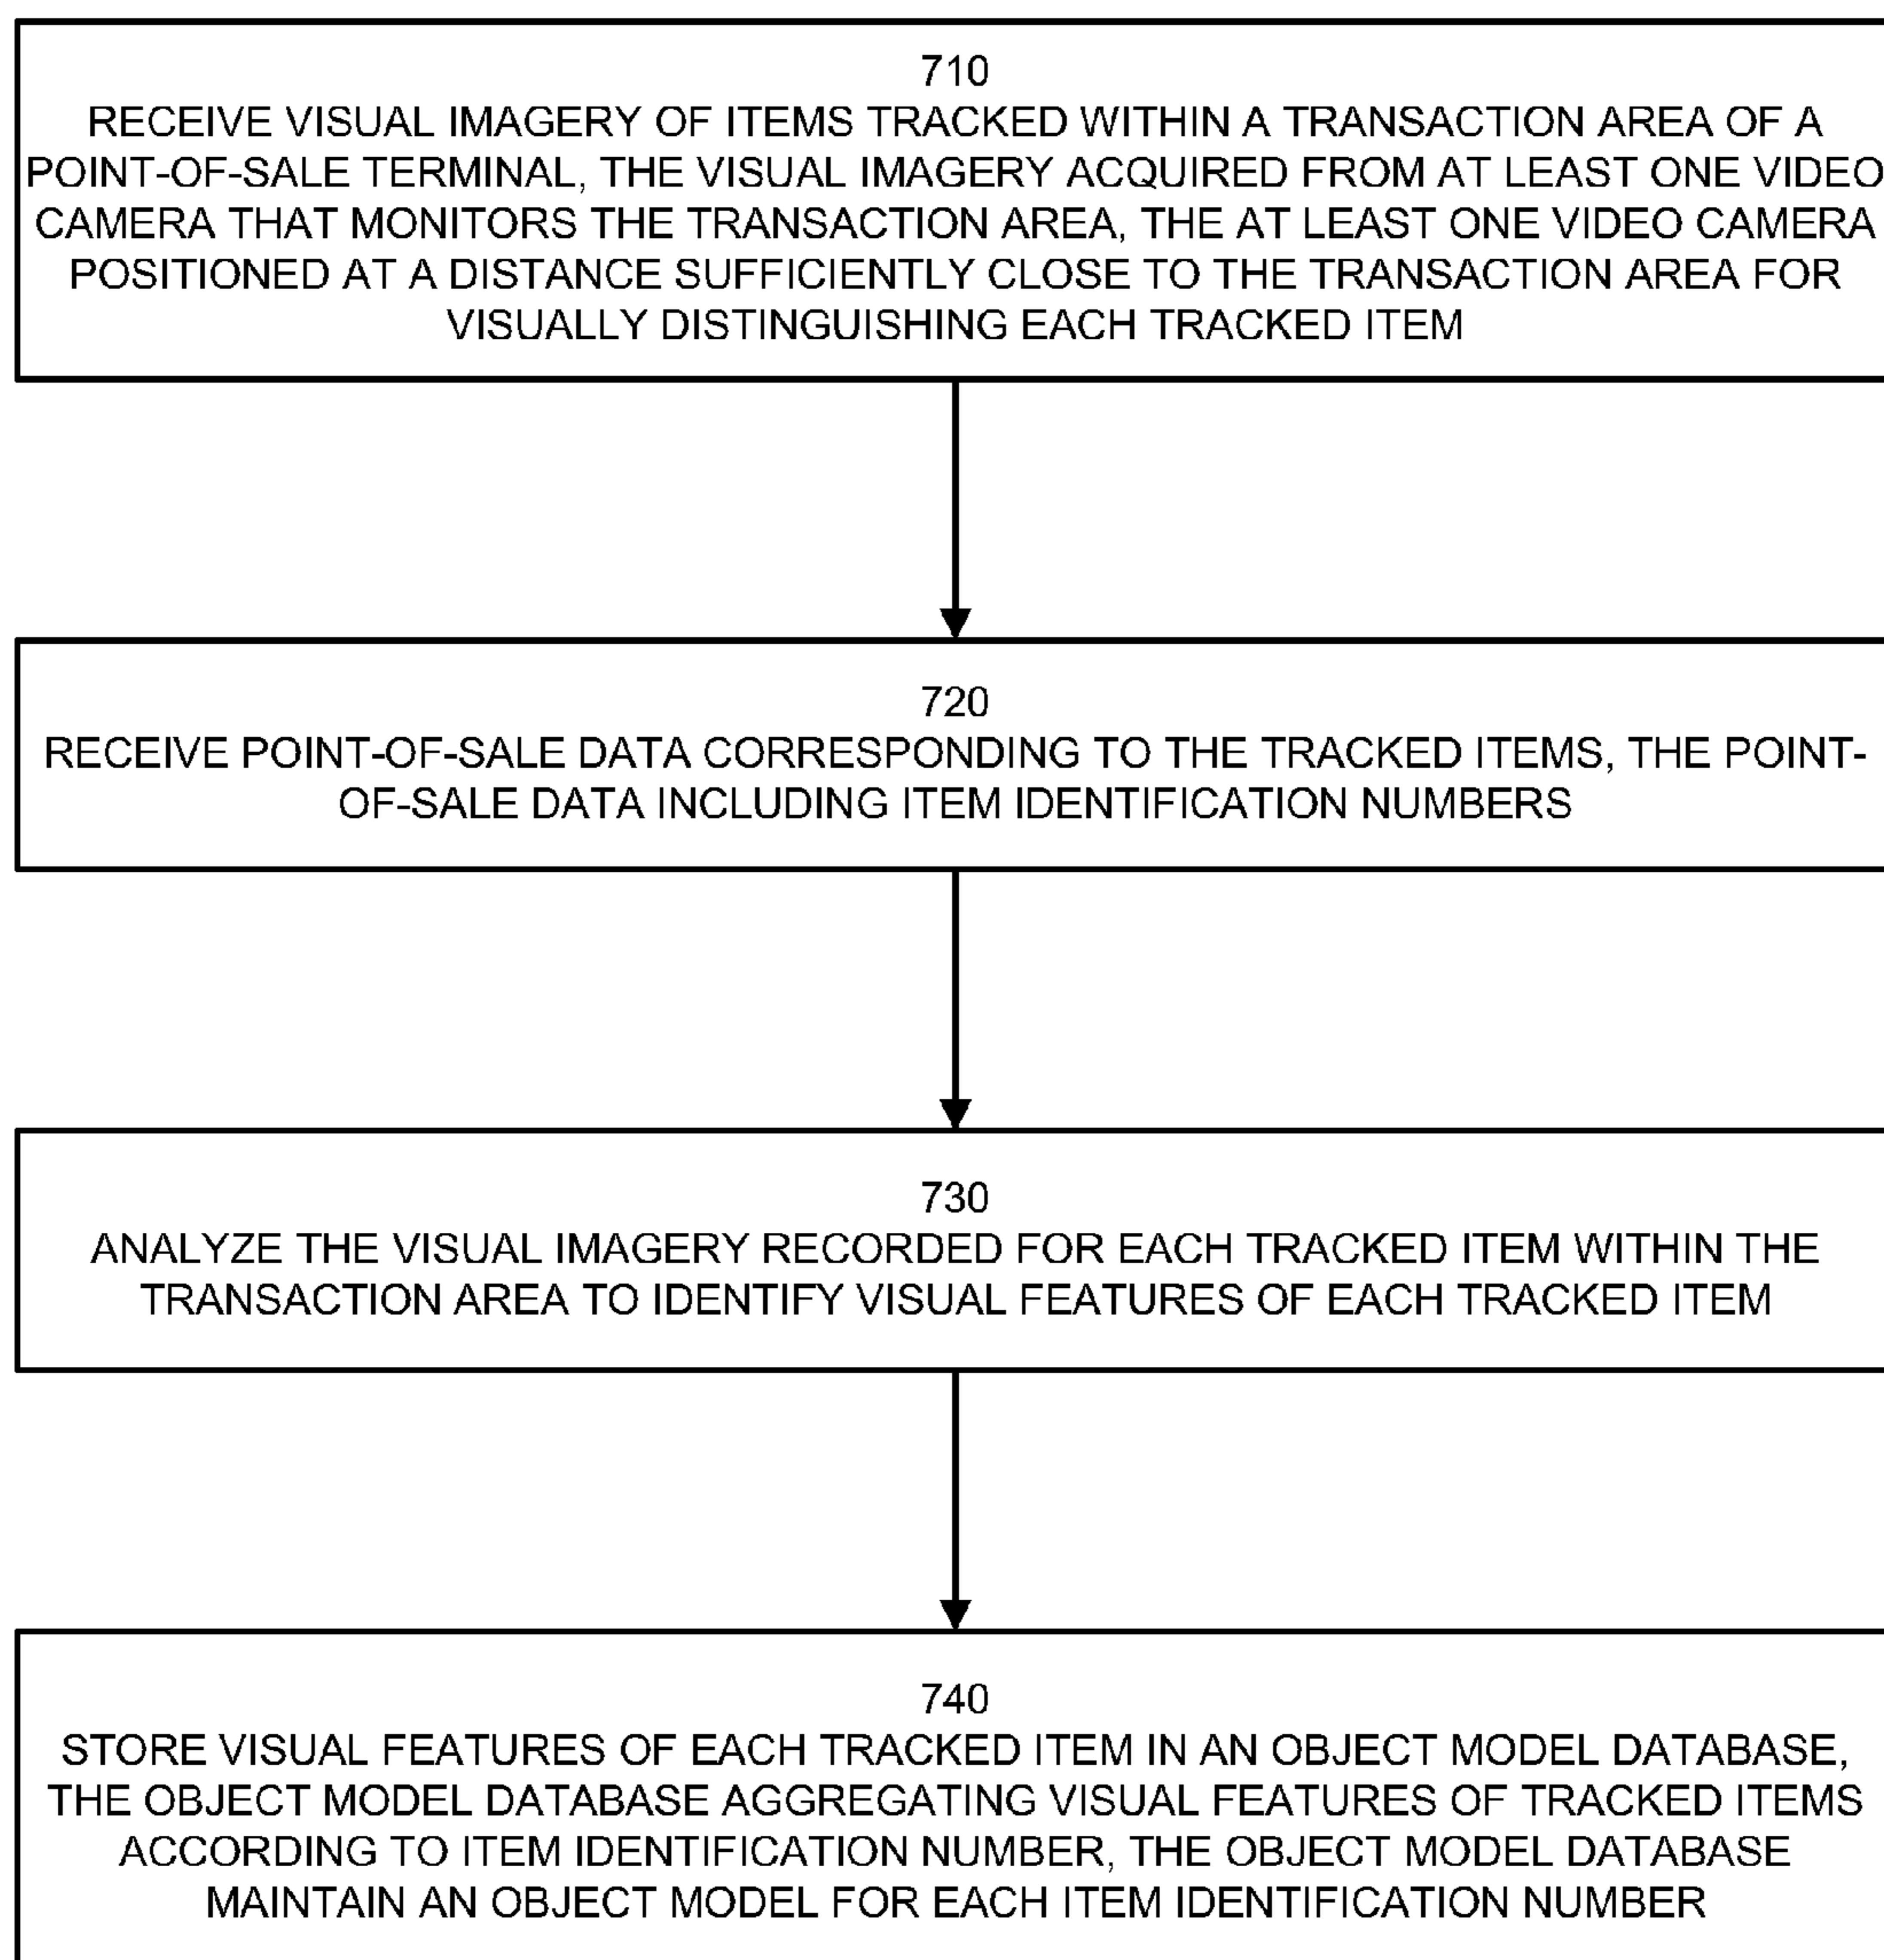 710
RECEIVE VISUAL IMAGERY OF ITEMS TRACKED WITHIN A TRANSACTION AREA OF A
POINT-OF-SALE TERMINAL, THE VISUAL IMAGERY ACQUIRED FROM AT LEAST ONE VIDEO
CAMERA THAT MONITORS THE TRANSACTION AREA, THE AT LEAST ONE VIDEO CAMERA
POSITIONED AT A DISTANCE SUFFICIENTLY CLOSE TO THE TRANSACTION AREA FOR
VISUALLY DISTINGUISHING EACH TRACKED ITEM
720
RECEIVE POINT-OF-SALE DATA CORRESPONDING TO THE TRACKED ITEMS, THE POINT-
OF-SALE DATA INCLUDING ITEM IDENTIFICATION NUMBERS
730
ANALYZE THE VISUAL IMAGERY RECORDED FOR EACH TRACKED ITEM WITHIN THE
TRANSACTION AREA TO IDENTIFY VISUAL FEATURES OF EACH TRACKED ITEM
740
STORE VISUAL FEATURES OF EACH TRACKED ITEM IN AN OBJECT MODEL DATABASE,
THE OBJECT MODEL DATABASE AGGREGATING VISUAL FEATURES OF TRACKED ITEMS
ACCORDING TO ITEM IDENTIFICATION NUMBER, THE OBJECT MODEL DATABASE
MAINTAIN AN OBJECT MODEL FOR EACH ITEM IDENTIFICATION NUMBER